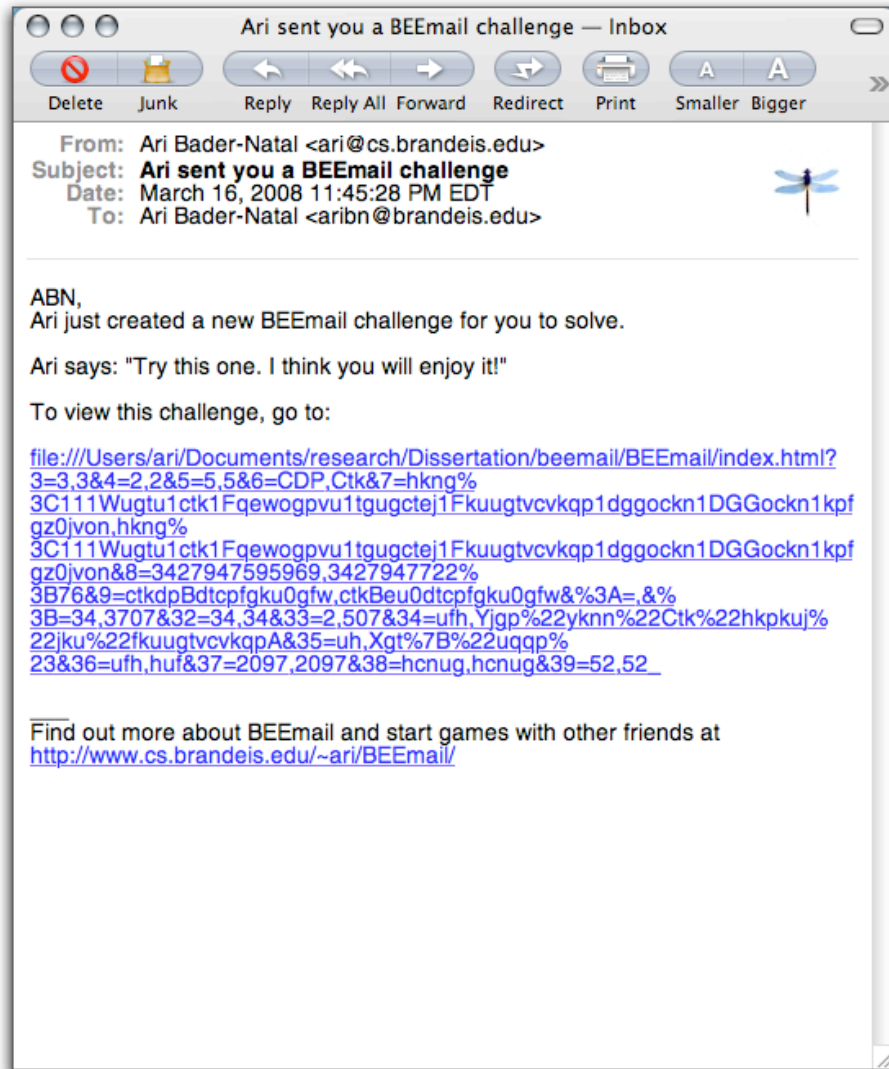 Ari sent you a BEEmail challenge — Inbox
Delete Junk Reply Reply All Forward Redirect Print Smaller Bigger
From: Ari Bader-Natal <ari@cs.brandeis.edu>
Subject: Ari sent you a BEEmail challenge
Date: March 16, 2008 11:45:28 PM EDT
To: Ari Bader-Natal <aribn@brandeis.edu>
ABN,
Ari just created a new BEEmail challenge for you to solve.
Ari says: "Try this one. I think you will enjoy it!"
To view this challenge, go to:
file:///Users/ari/Documents/research/Dissertation/beemail/BEEmail/index.html?
3=3,3&4=2,2&5=5,5&6=CDP,Ctk&7=hkng%
3C111Wugtu1ctk1Fqewogpvu1tgugctej1Fkuugtvcvkqp1dggockn1DGGockn1kpf
gz0jvon,hkng%
3C111Wugtu1ctk1Fqewogpvu1tgugctej1Fkuugtvcvkqp1dggockn1DGGockn1kpf
gz0jvon&8=3427947595969,3427947722%
3B76&9=ctkdpBdtcpfgku0gfw,ctkBeu0dtcpfgku0gfw&%3A=,&%
3B=34,3707&32=34,34&33=2,507&34=ufh,Yjgp%22yknn%22Ctk%22hkpkuj%
22jku%22fkuugtvcvkqpA&35=uh,Xgt%7B%22uqqp%
23&36=ufh,huf&37=2097,2097&38=hcnug,hcnug&39=52,52_
Find out more about BEEmail and start games with other friends at
http://www.cs.brandeis.edu/~ari/BEEmail/